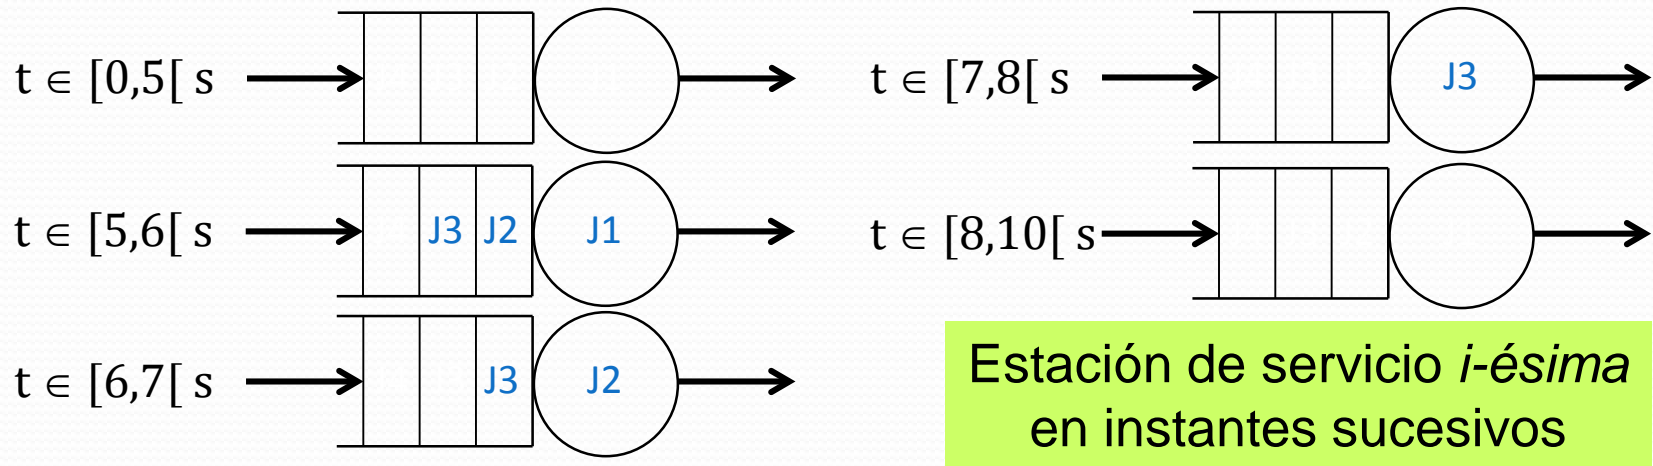 t ∈ [0,5[ s
t ∈ [5,6[ s
J3 J2 J1
t ∈ [6,7[ s
J3 J2
t ∈ [7,8[ s
J3
t ∈ [8,10[ s
Estación de servicio i-ésima
en instantes sucesivos